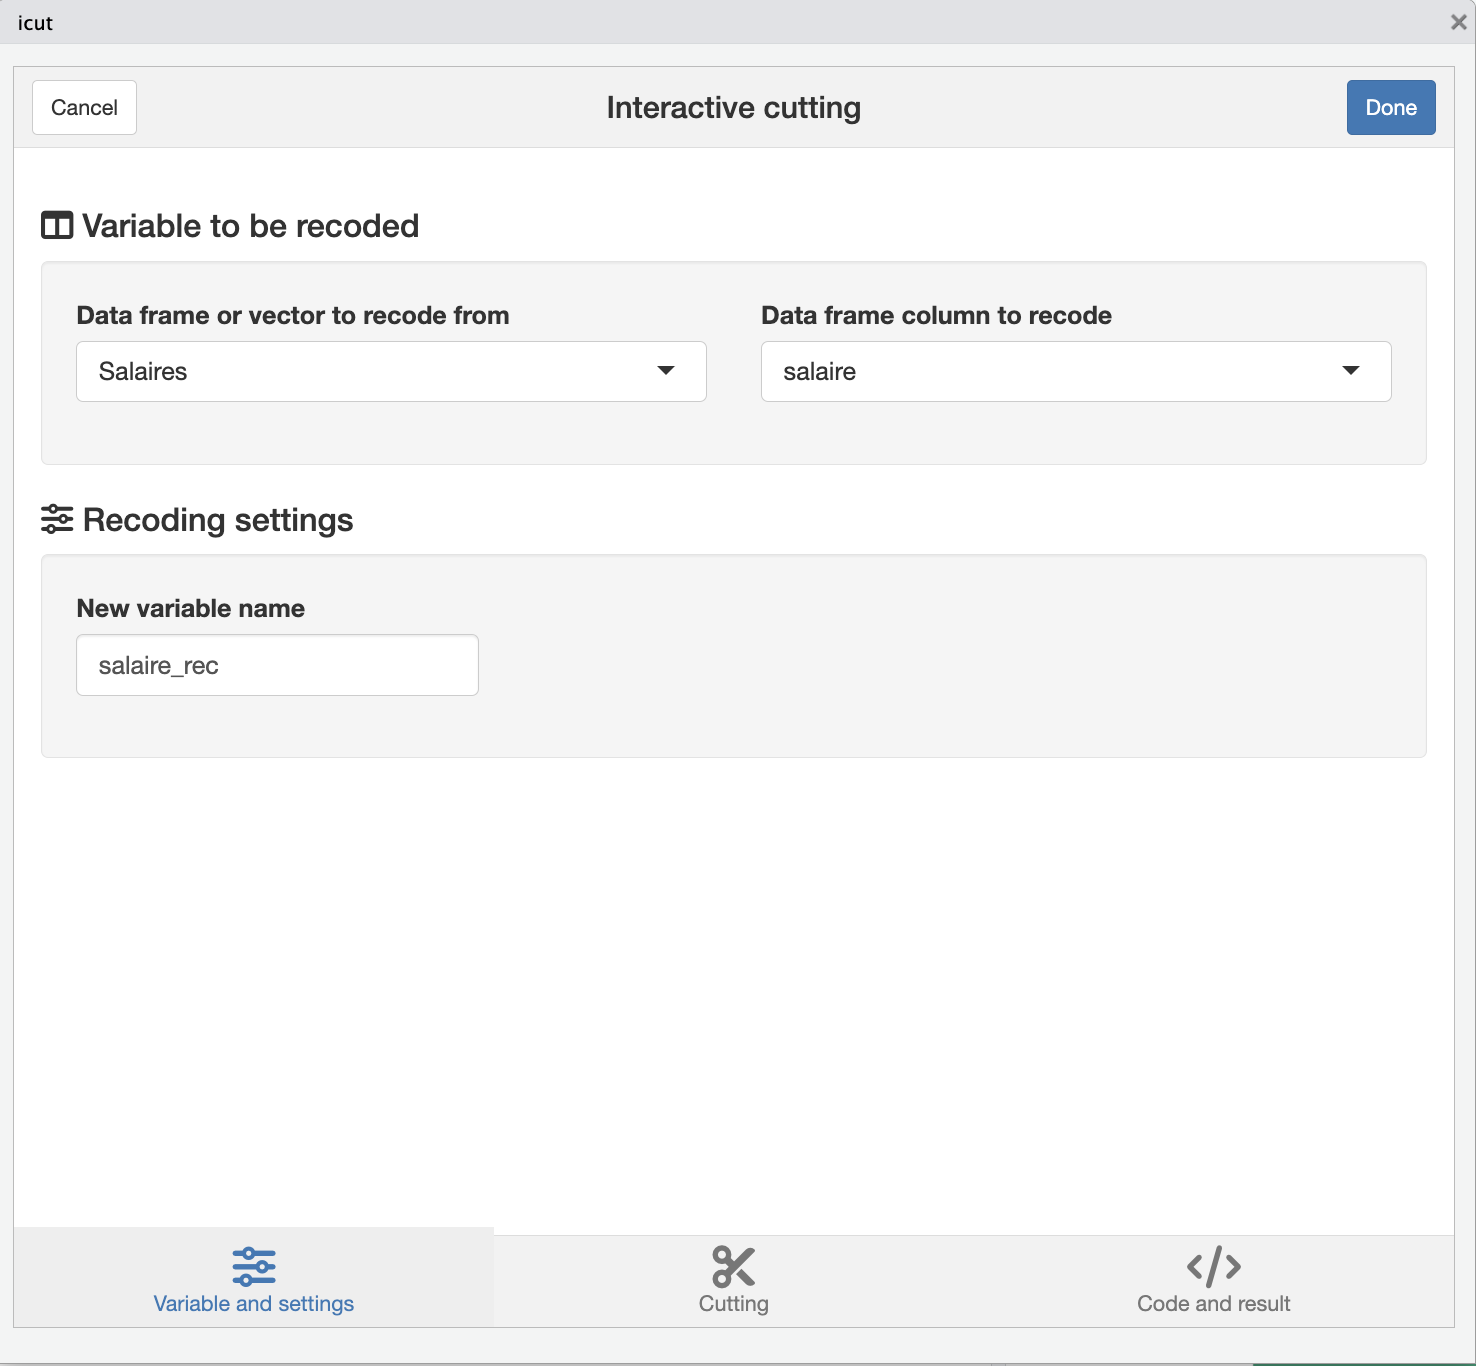 icut
Cancel
Interactive cutting
Done
Variable to be recoded
Data frame or vector to recode from
Data frame column to recode
Salaires
salaire
Recoding settings
New variable name
salaire_rec
Variable and settings
Cutting
Code and result